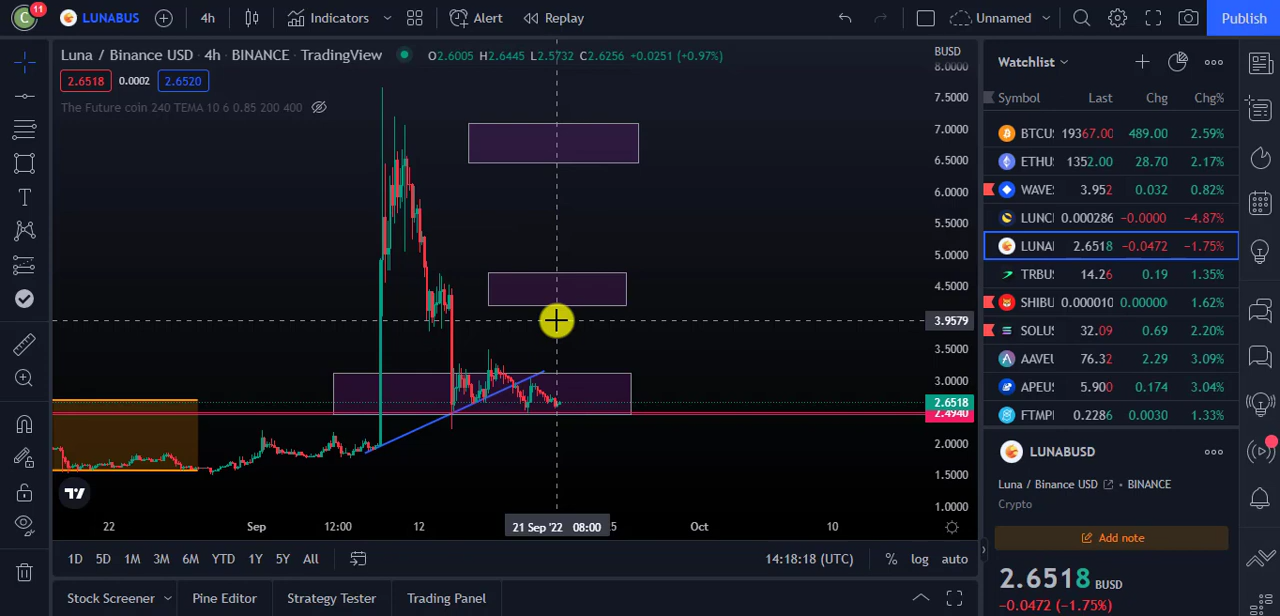 C 11 LUNABUS 4h Indicators Alert Replay Unnamed Publish
Luna / Binance USD · 4h · BINANCE · TradingView O2.6005 H2.6445 L2.5732 C2.6256 +0.0251 (+0.97%)
2.6518 0.0002 2.6520
The Future coin 240 TEMA 10 6 0.85 200 400
BUSD
8.0000
7.5000
7.0000
6.5000
6.0000
5.5000
5.0000
4.5000
3.9579
3.5000
3.0000
2.6518
2.4940
2.0000
1.5000
1.0000
22 Sep 12:00 12 21 Sep '22 08:00 5 Oct 10
1D 5D 1M 3M 6M YTD 1Y 5Y All 14:18:18 (UTC) % log auto
Stock Screener Pine Editor Strategy Tester Trading Panel
Watchlist
Symbol Last Chg Chg%
BTCU 19367.00 489.00 2.59%
ETHU 1352.00 28.70 2.17%
WAVE 3.952 0.032 0.82%
LUNC 0.000286 -0.0000 -4.87%
LUNA 2.6518 -0.0472 -1.75%
TRBU 14.26 0.19 1.35%
SHIBU 0.000010 0.00000 1.62%
SOLU 32.09 0.69 2.20%
AAVE 76.32 2.29 3.09%
APEU 5.900 0.174 3.04%
FTMP 0.2286 0.0030 1.33%
LUNABUSD
Luna / Binance USD • BINANCE
Crypto
Add note
2.6518 BUSD
-0.0472 (-1.75%)